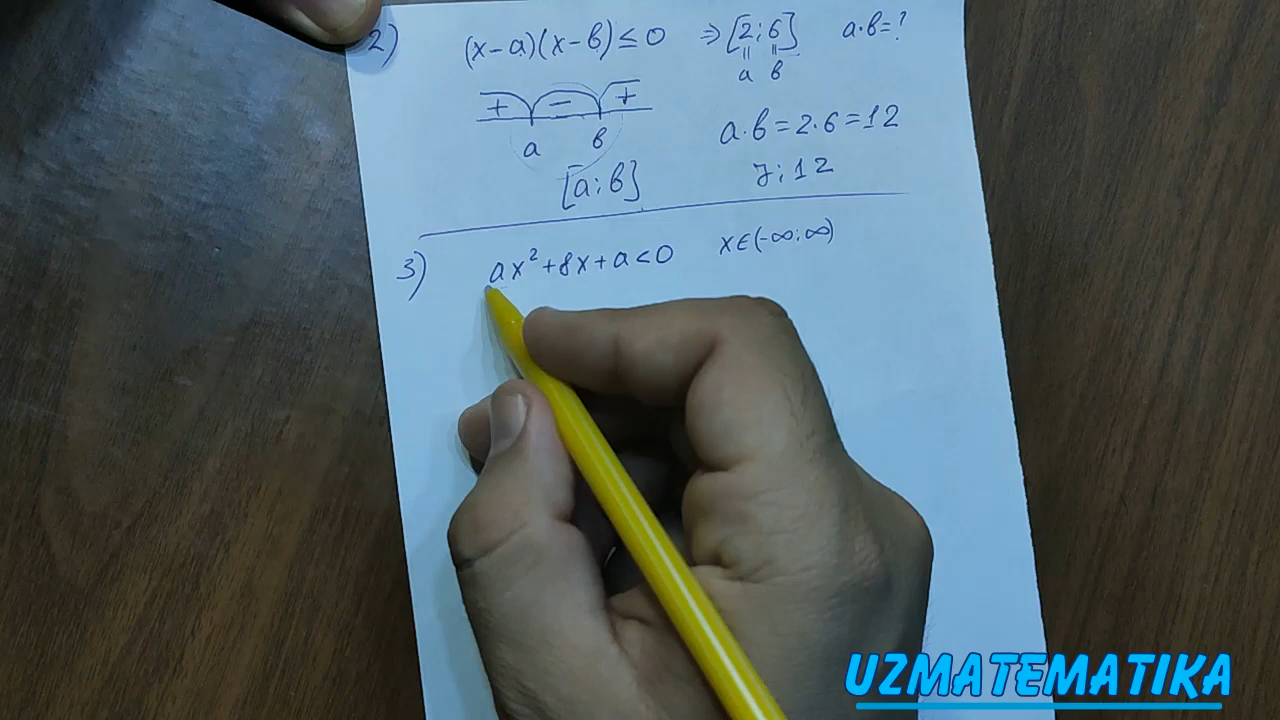 2) (x-a)(x-b)≤0 ⇒ [2;6] a·b=?
a b
+ - +
a b
a·b=2·6=12
[a;b]
J; 12
3) ax²+8x+a<0 x∈(-∞;∞)
UZMATEMATIKA